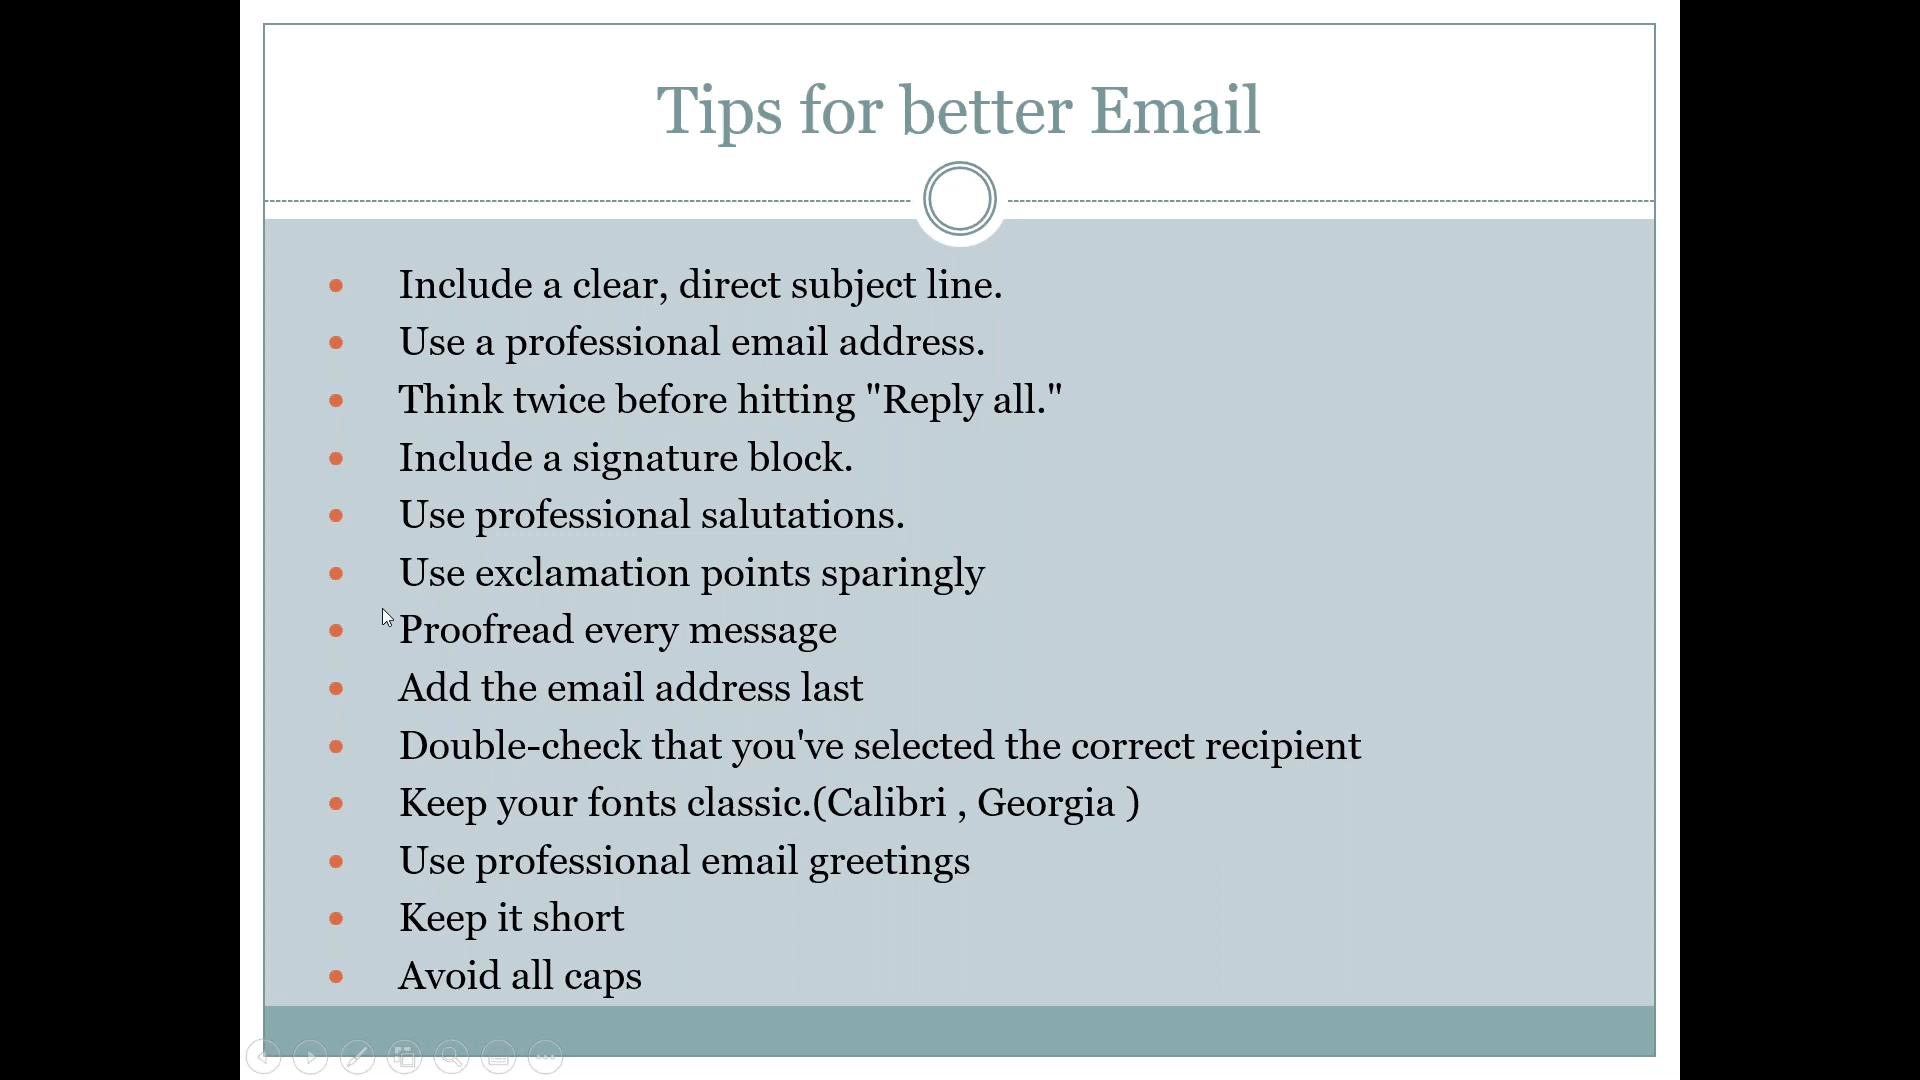 Tips for better Email
Include a clear, direct subject line.
Use a professional email address.
Think twice before hitting "Reply all."
Include a signature block.
Use professional salutations.
Use exclamation points sparingly
Proofread every message
Add the email address last
Double-check that you've selected the correct recipient
Keep your fonts classic.(Calibri , Georgia )
Use professional email greetings
Keep it short
Avoid all caps